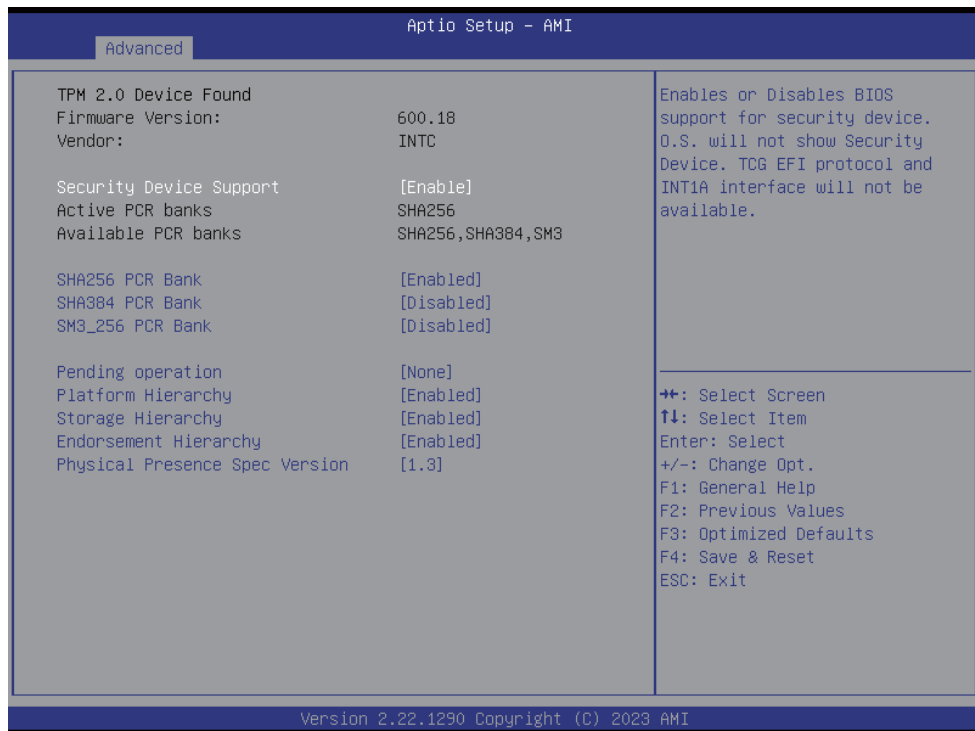 Aptio Setup – AMI
Advanced
TPM 2.0 Device Found
Firmware Version: 600.18
Vendor: INTC
Security Device Support [Enable]
Active PCR banks SHA256
Available PCR banks SHA256,SHA384,SM3
SHA256 PCR Bank [Enabled]
SHA384 PCR Bank [Disabled]
SM3_256 PCR Bank [Disabled]
Pending operation [None]
Platform Hierarchy [Enabled]
Storage Hierarchy [Enabled]
Endorsement Hierarchy [Enabled]
Physical Presence Spec Version [1.3]
Enables or Disables BIOS
support for security device.
O.S. will not show Security
Device. TCG EFI protocol and
INT1A interface will not be
available.
→←: Select Screen
↑↓: Select Item
Enter: Select
+/-: Change Opt.
F1: General Help
F2: Previous Values
F3: Optimized Defaults
F4: Save & Reset
ESC: Exit
Version 2.22.1290 Copyright (C) 2023 AMI